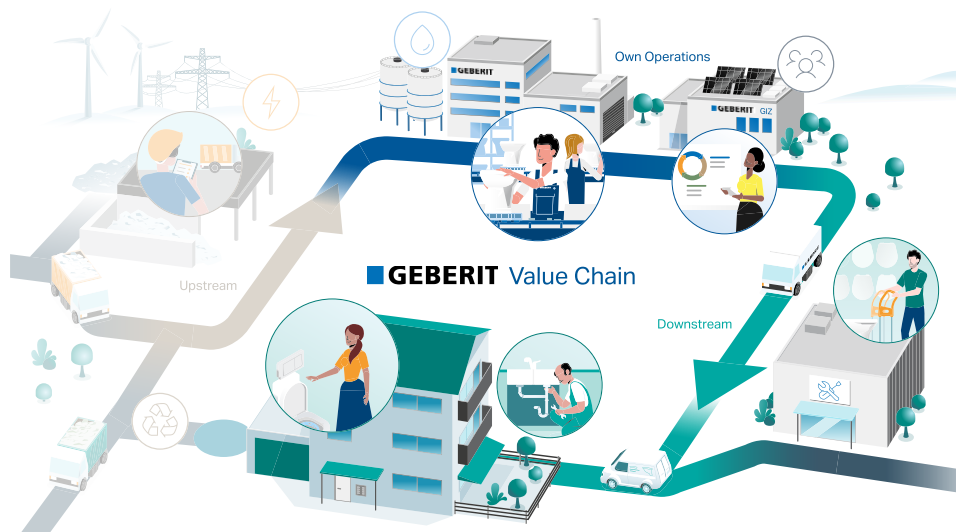 Own Operations
GEBERIT
GEBERIT GIZ
Upstream
GEBERIT Value Chain
Downstream